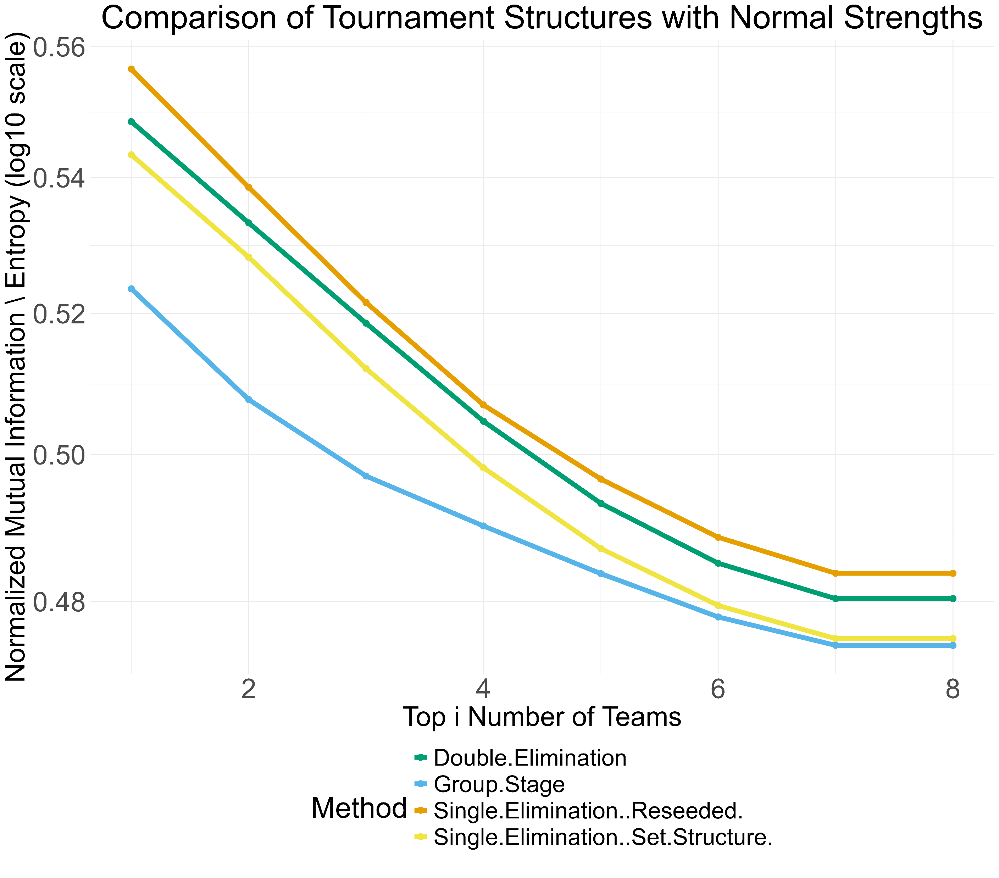 Comparison of Tournament Structures with Normal Strengths
Normalized Mutual Information \ Entropy (log10 scale)
0.56
0.54
0.52
0.50
0.48
2 4 6 8
Top i Number of Teams
Method
Double.Elimination
Group.Stage
Single.Elimination..Reseeded.
Single.Elimination..Set.Structure.